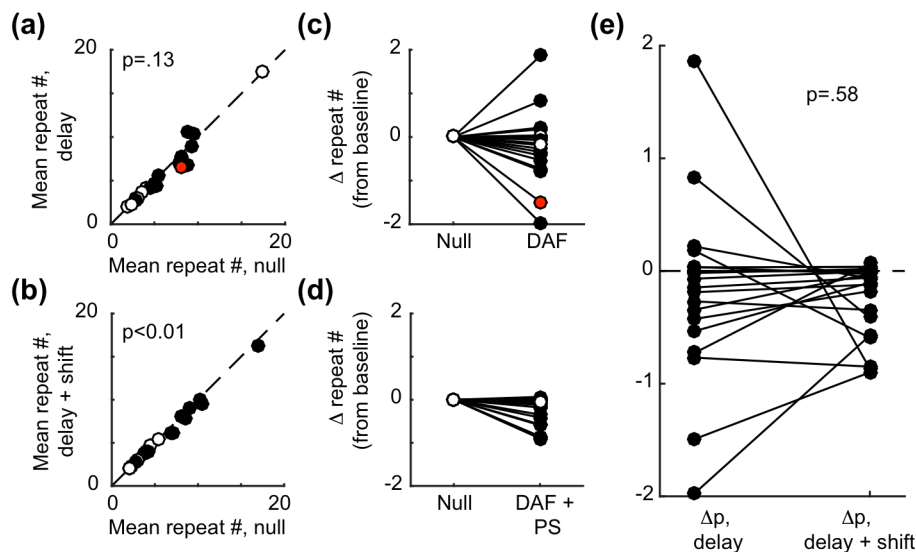 (a)
20
p=.13
Mean repeat #,
delay
0
0
20
Mean repeat #, null
(b)
20
p<0.01
Mean repeat #,
delay + shift
0
0
20
Mean repeat #, null
(c)
2
Δ repeat #
(from baseline)
0
-2
Null
DAF
(d)
2
Δ repeat #
(from baseline)
0
-2
Null
DAF +
PS
(e)
2
p=.58
1
0
-1
-2
Δp,
delay
Δp,
delay + shift